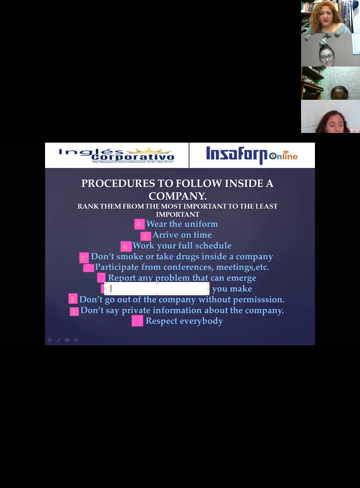 Inglés
Corporativo
Insaforp online
PROCEDURES TO FOLLOW INSIDE A
COMPANY.
RANK THEM FROM THE MOST IMPORTANT TO THE LEAST
IMPORTANT
Wear the uniform
Arrive on time
Work your full schedule
2 Don't smoke or take drugs inside a company
Participate from conferences, meetings,etc.
Report any problem that can emerge
you make
Don't go out of the company without permisssion.
Don't say private information about the company.
Respect everybody